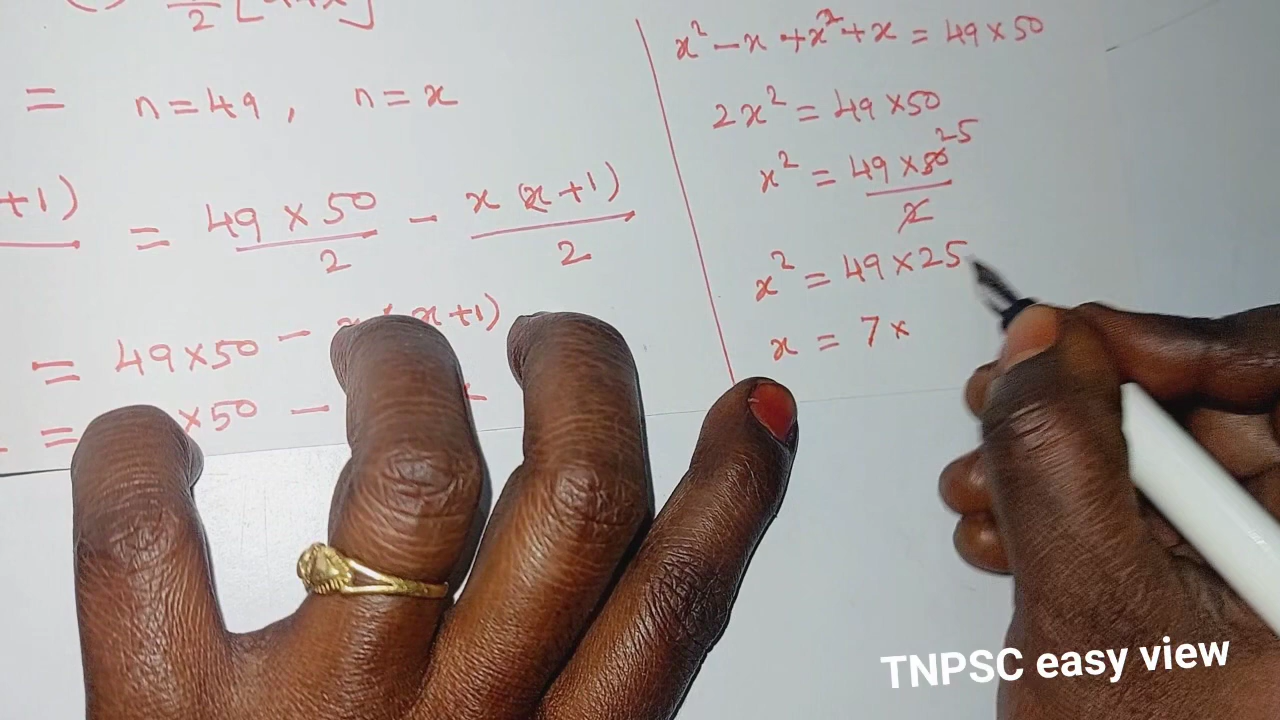 = n = 49, n = x
+1) = 49 × 50 / 2 - x (x+1) / 2
= 49 × 50 - x+1)
= ×50 -
x² - x + x² + x = 49 × 50
2x² = 49 × 50
x² = 49 × 50 25 / 2
x² = 49 × 25
x = 7 ×
TNPSC easy view